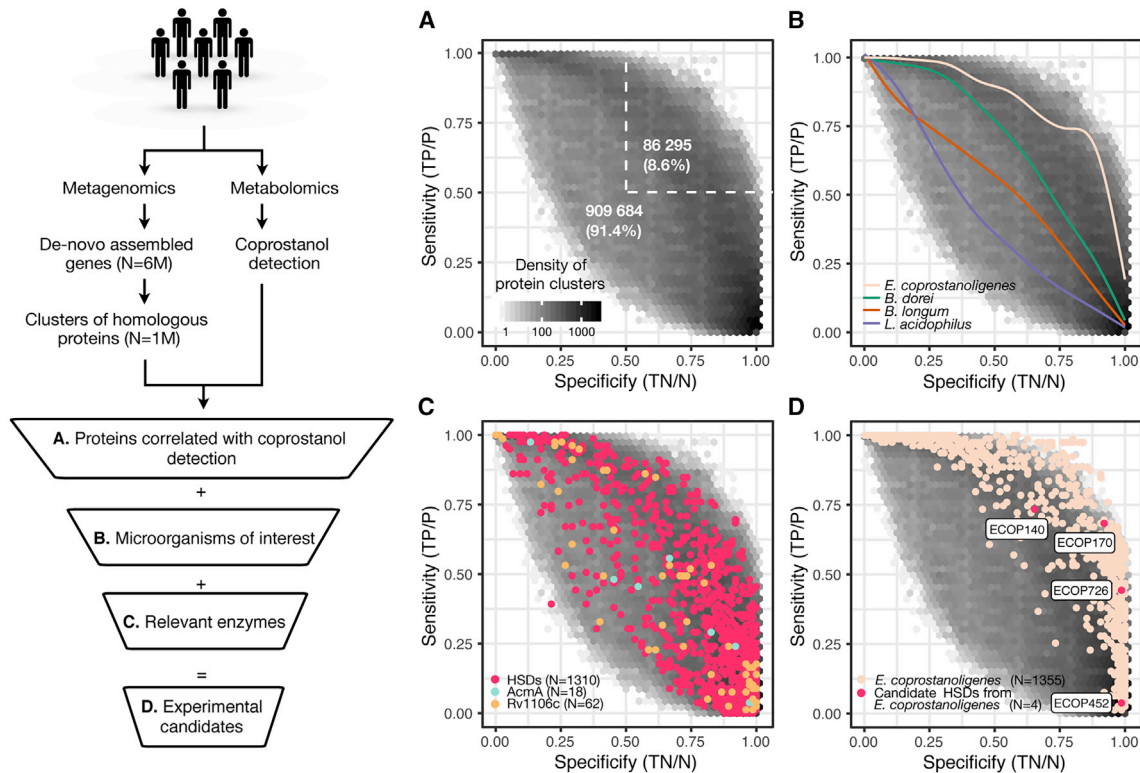 Metagenomics
Metabolomics
De-novo assembled
genes (N=6M)
Coprostanol
detection
Clusters of homologous
proteins (N=1M)
A. Proteins correlated with coprostanol
detection
+
B. Microorganisms of interest
+
C. Relevant enzymes
=
D. Experimental
candidates
A
Sensitivity (TP/P)
1.00
0.75
0.50
0.25
0.00
86 295
(8.6%)
909 684
(91.4%)
Density of
protein clusters
1 100 1000
0.00 0.25 0.50 0.75 1.00
Specificify (TN/N)
B
Sensitivity (TP/P)
1.00
0.75
0.50
0.25
0.00
E. coprostanoligenes
B. dorei
B. longum
L. acidophilus
0.00 0.25 0.50 0.75 1.00
Specificify (TN/N)
C
Sensitivity (TP/P)
1.00
0.75
0.50
0.25
0.00
HSDs (N=1310)
AcmA (N=18)
Rv1106c (N=62)
0.00 0.25 0.50 0.75 1.00
Specificify (TN/N)
D
Sensitivity (TP/P)
1.00
0.75
0.50
0.25
0.00
ECOP140
ECOP170
ECOP726
ECOP452
E. coprostanoligenes (N=1355)
Candidate HSDs from
E. coprostanoligenes (N=4)
0.00 0.25 0.50 0.75 1.00
Specificify (TN/N)